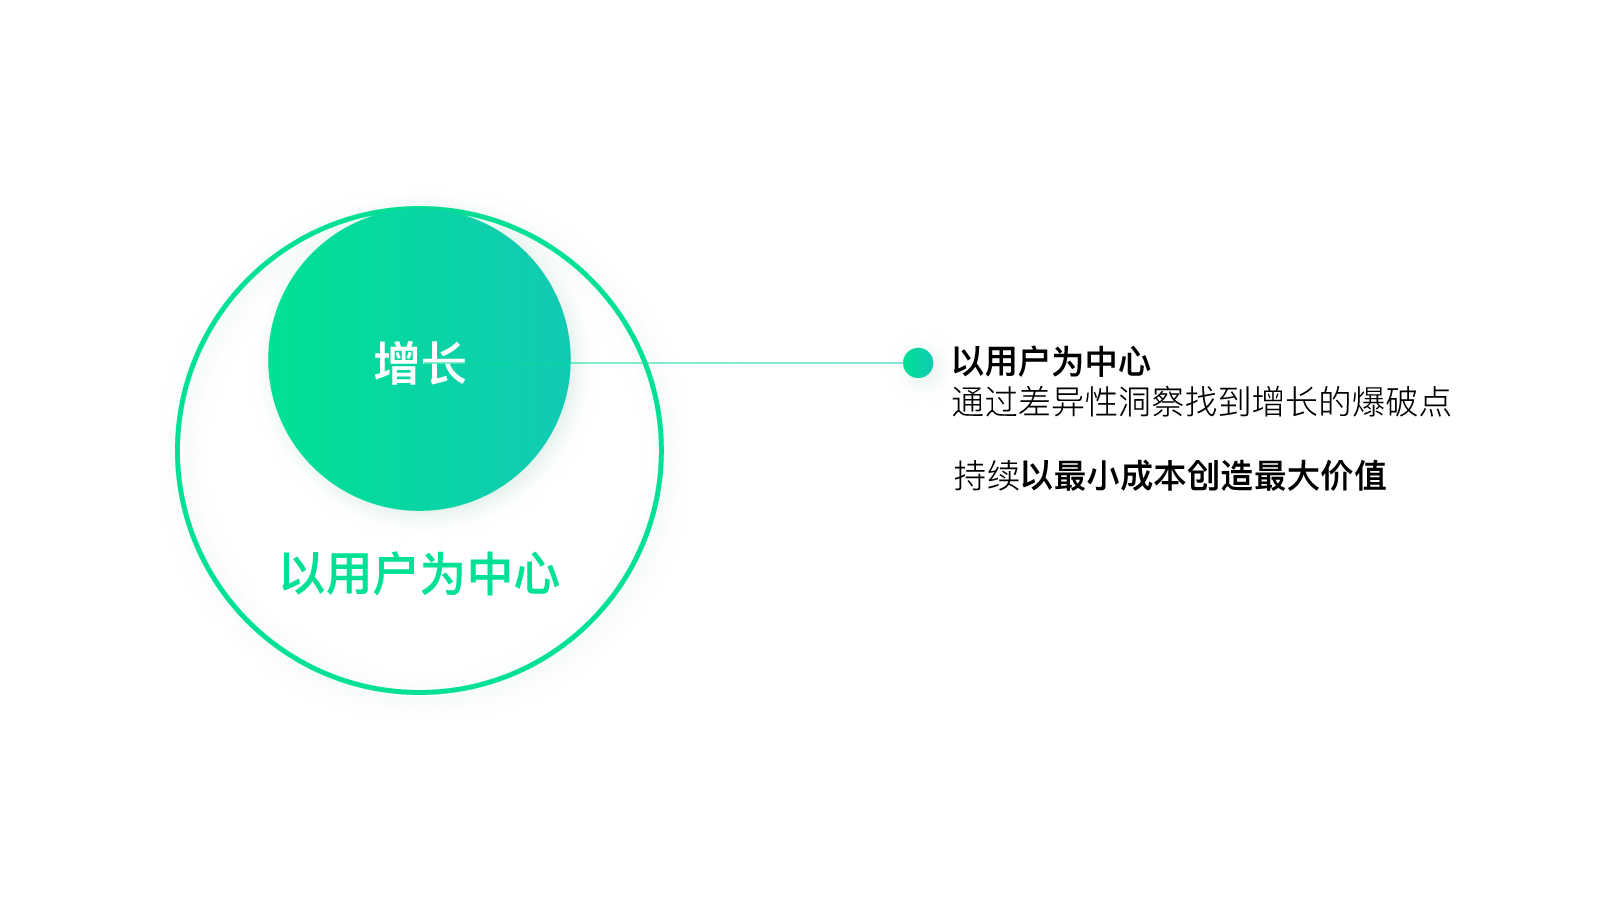 增长
以用户为中心
以用户为中心
通过差异性洞察找到增长的爆破点
持续以最小成本创造最大价值